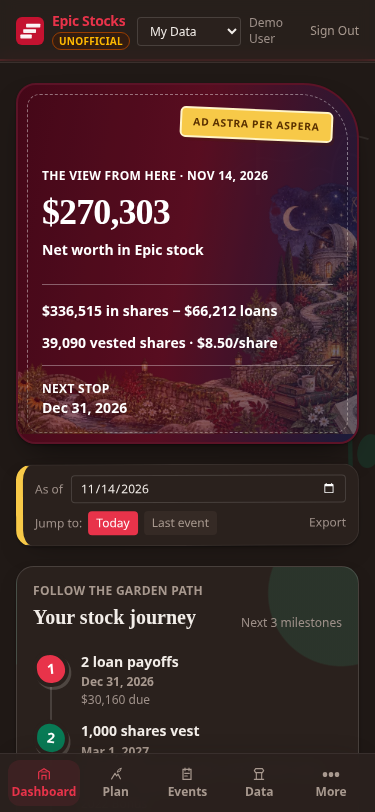 Epic Stocks
UNOFFICIAL
My Data
Demo User
Sign Out
AD ASTRA PER ASPERA
THE VIEW FROM HERE · NOV 14, 2026
$270,303
Net worth in Epic stock
$336,515 in shares − $66,212 loans
39,090 vested shares · $8.50/share
NEXT STOP
Dec 31, 2026
As of 11/14/2026
Jump to: Today Last event Export
FOLLOW THE GARDEN PATH
Your stock journey
Next 3 milestones
1
2 loan payoffs
Dec 31, 2026
$30,160 due
2
1,000 shares vest
Mar 1, 2027
Dashboard Plan Events Data More